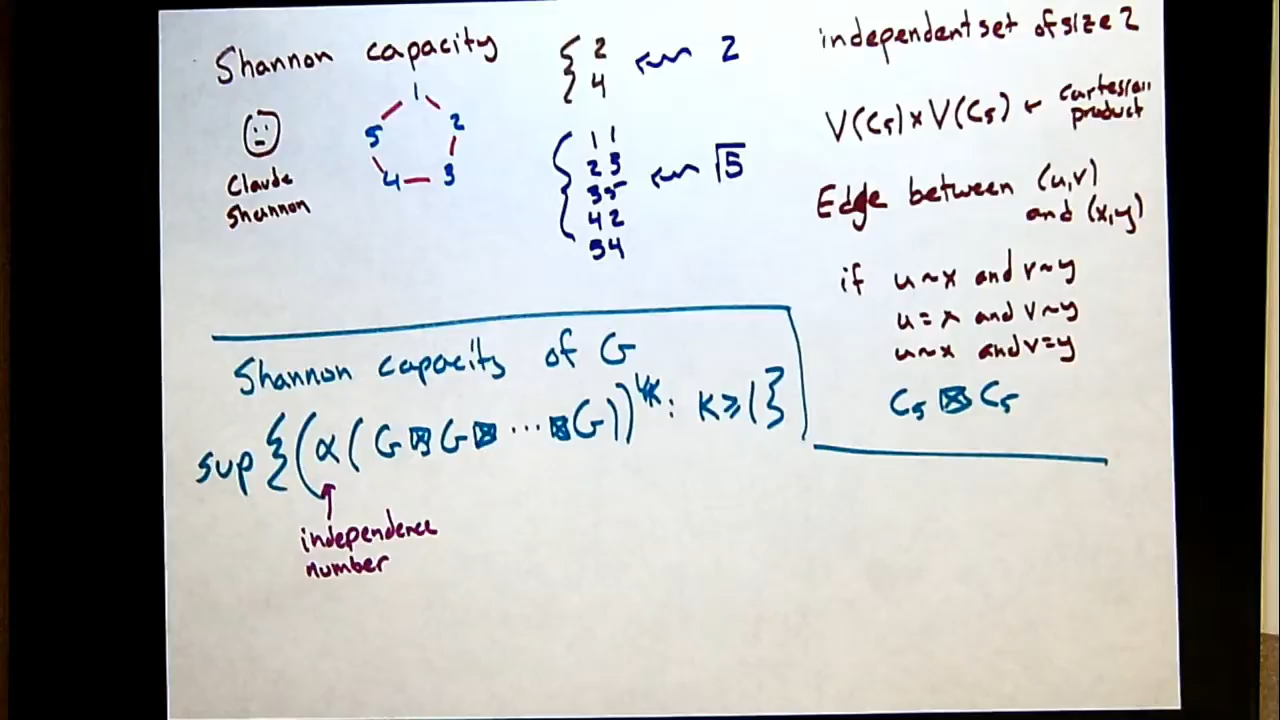 Shannon capacity
Claude
Shannon
1
2
3
4
5
{ 2
4
← 2
{ 1 1
2 3
3 5
4 2
5 4
← √5
independent set of size 2
V(C₅) × V(C₅) ← cartesian
product
Edge between (u,v)
and (x,y)
if u~x and v~y
u = x and v~y
u~x and v=y
C₅ ⊠ C₅
Shannon capacity of G
sup {(α(G ⊠ G ⊠ ... ⊠ G))^{1/k} : k ≥ 1}
independence
number